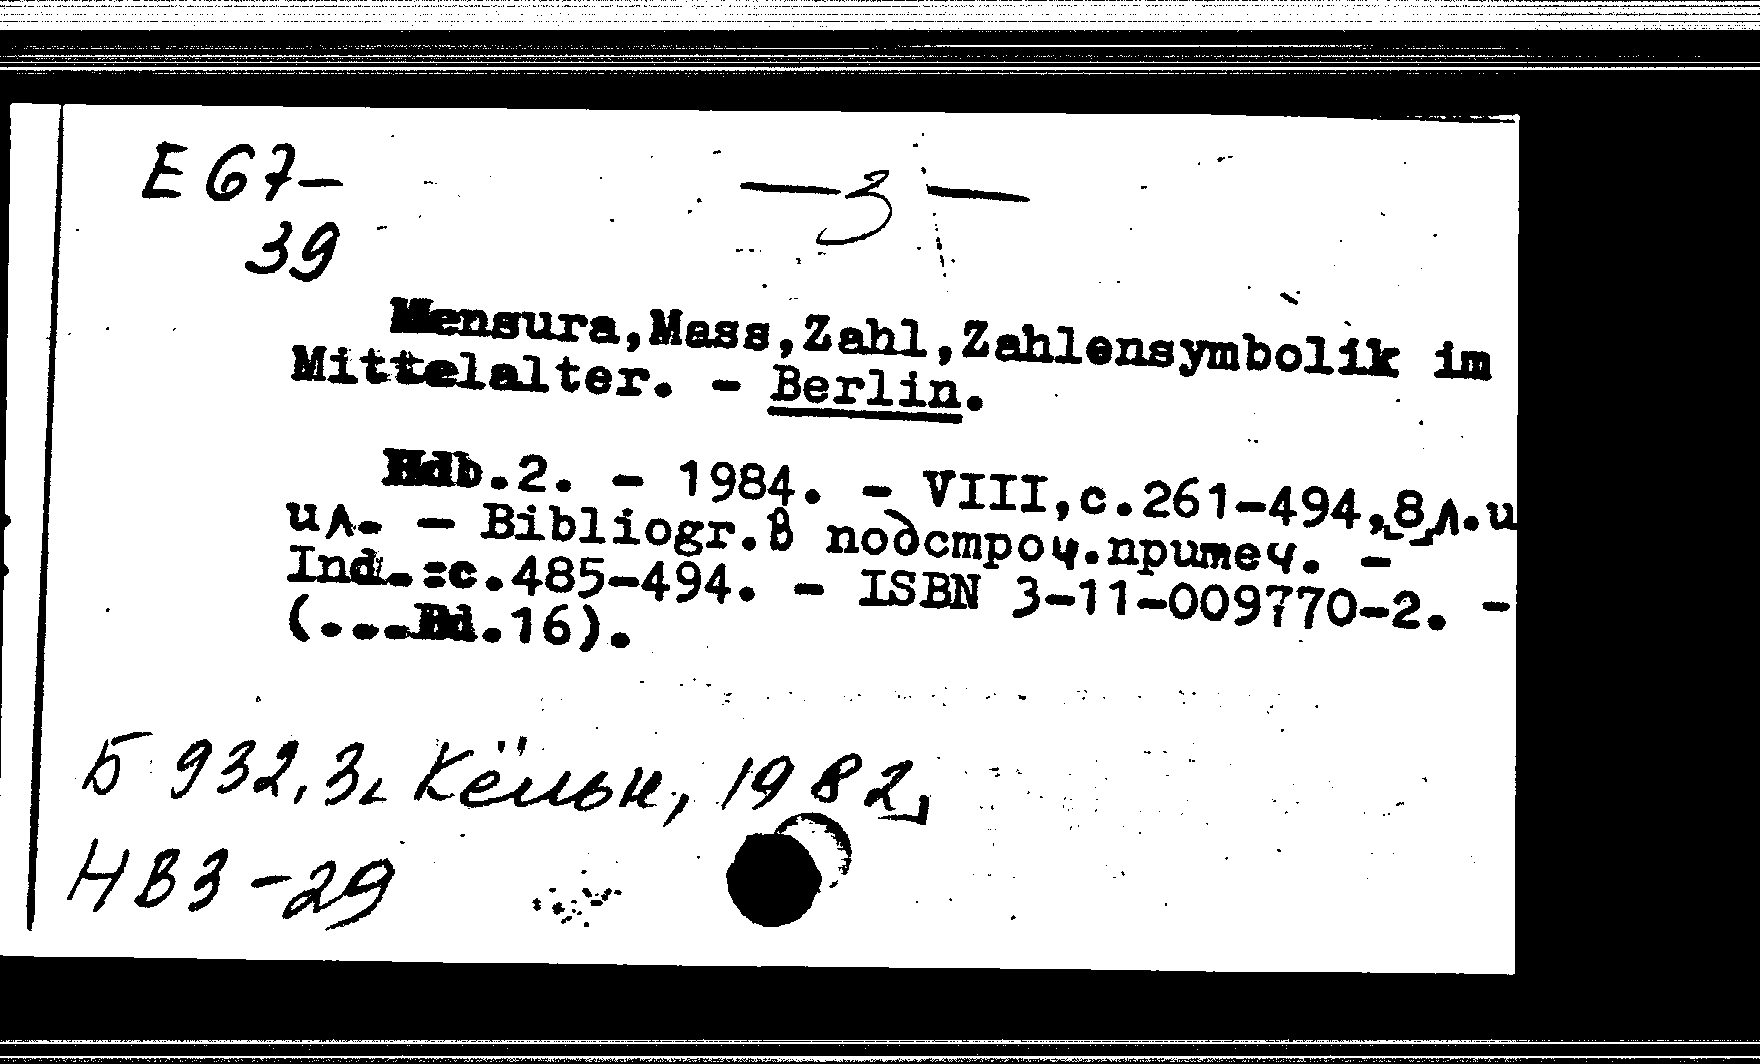 Е 67-
— 3 —
39
Mensura, Mass, Zahl, Zahlensymbolik im
Mittelalter. - Berlin.
Hdb.2. - 1984. - VIII, с.261-494, [8] л.и
ил. - Bibliogr.в подстроч.примеч. -
Ind.:с.485-494. - ISBN 3-11-009770-2. -
(...Bd.16).
Б 932.3. Кёльн, 1982]
НВ3-29